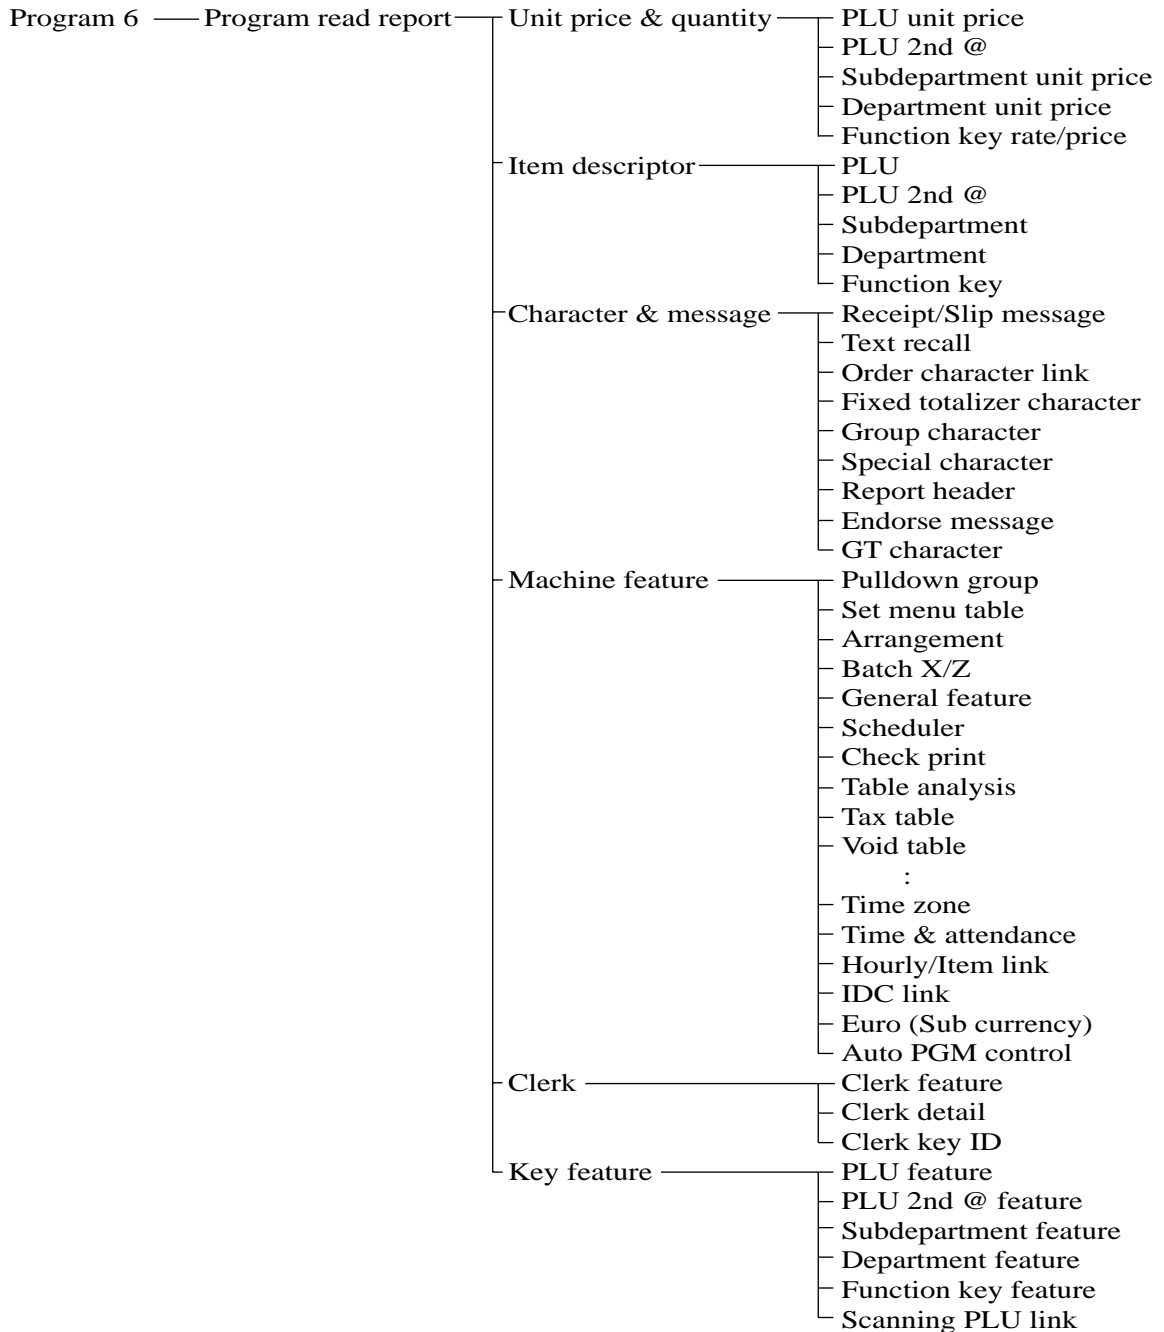 Program 6 Program read report Unit price & quantity PLU unit price
PLU 2nd @
Subdepartment unit price
Department unit price
Function key rate/price
Item descriptor PLU
PLU 2nd @
Subdepartment
Department
Function key
Character & message Receipt/Slip message
Text recall
Order character link
Fixed totalizer character
Group character
Special character
Report header
Endorse message
GT character
Machine feature Pulldown group
Set menu table
Arrangement
Batch X/Z
General feature
Scheduler
Check print
Table analysis
Tax table
Void table
:
Time zone
Time & attendance
Hourly/Item link
IDC link
Euro (Sub currency)
Auto PGM control
Clerk Clerk feature
Clerk detail
Clerk key ID
Key feature PLU feature
PLU 2nd @ feature
Subdepartment feature
Department feature
Function key feature
Scanning PLU link